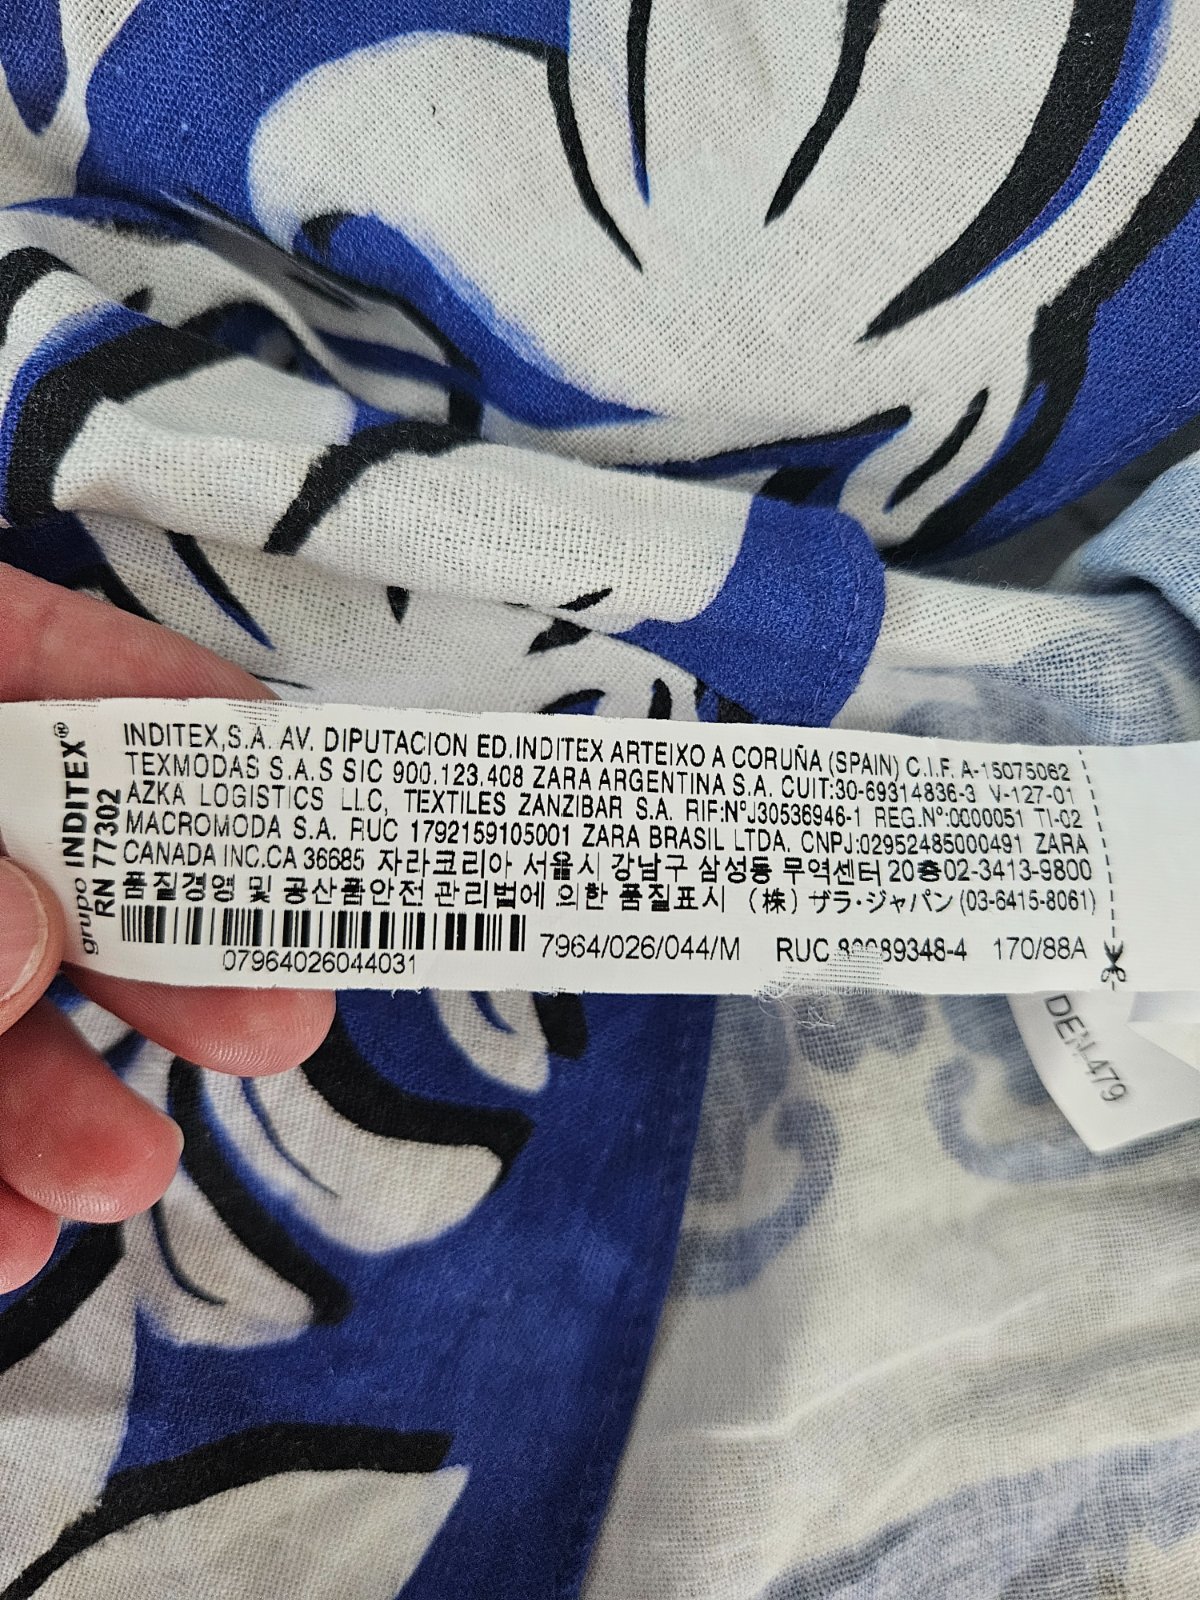 grupo INDITEX®
RN 77302
INDITEX,S.A. AV. DIPUTACION ED.INDITEX ARTEIXO A CORUÑA (SPAIN) C.I.F. A-15075062
TEXMODAS S.A.S SIC 900.123.408 ZARA ARGENTINA S.A. CUIT:30-69314836-3 V-127-01
AZKA LOGISTICS LLC, TEXTILES ZANZIBAR S.A. RIF:NºJ30536946-1 REG.Nº:0000051 TI-02
MACROMODA S.A. RUC 1792159105001 ZARA BRASIL LTDA. CNPJ:02952485000491 ZARA
CANADA INC.CA 36685 자라코리아 서울시 강남구 삼성동 무역센터 20층02-3413-9800
품질경영 및 공산품안전 관리법에 의한 품질표시 (株) ザラ・ジャパン (03-6415-8061)
07964026044031
7964/026/044/M RUC 170/88A
DEN-479